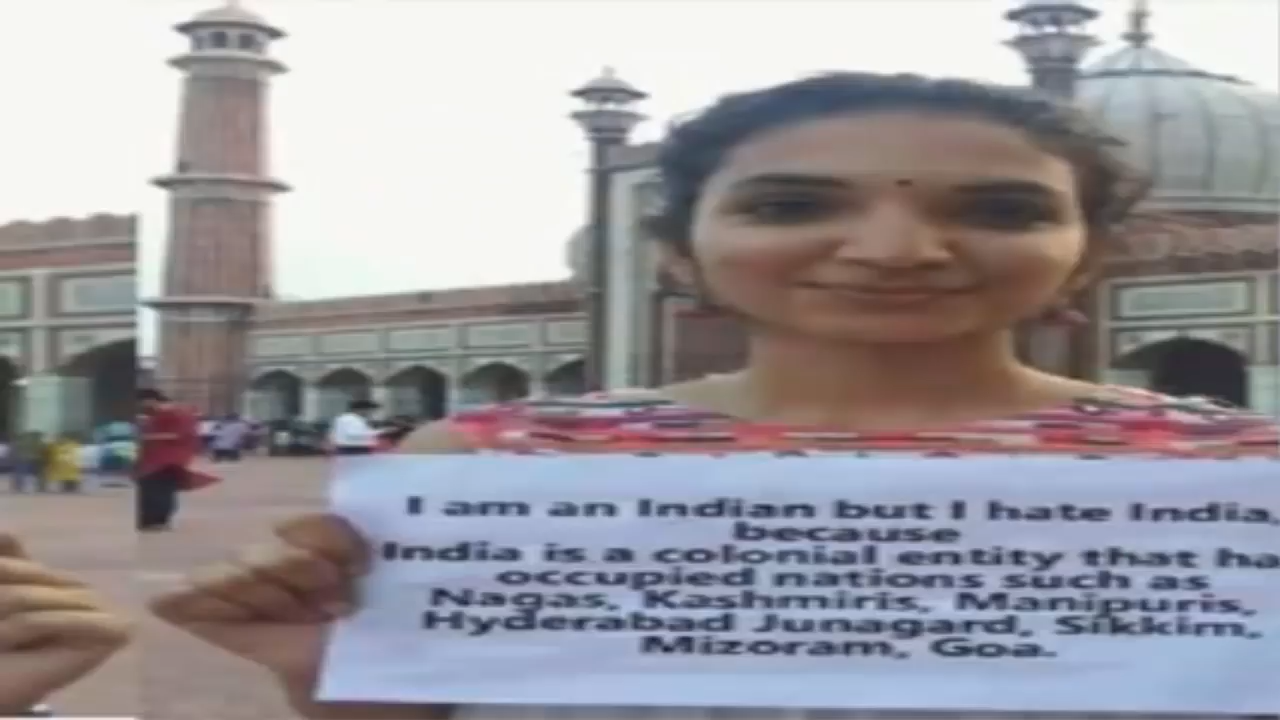 I am an Indian but I hate India,
because
India is a colonial entity that ha
occupied nations such as
Nagas, Kashmiris, Manipuris,
Hyderabad Junagard, Sikkim,
Mizoram, Goa.